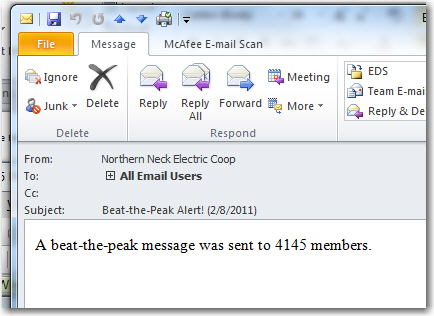 File Message McAfee E-mail Scan
Ignore
Junk
Delete
Reply
Reply All
Forward
Meeting
More
EDS
Team E-mai
Reply & De
Delete Respond
From: Northern Neck Electric Coop
To: All Email Users
Cc:
Subject: Beat-the-Peak Alert! (2/8/2011)
A beat-the-peak message was sent to 4145 members.